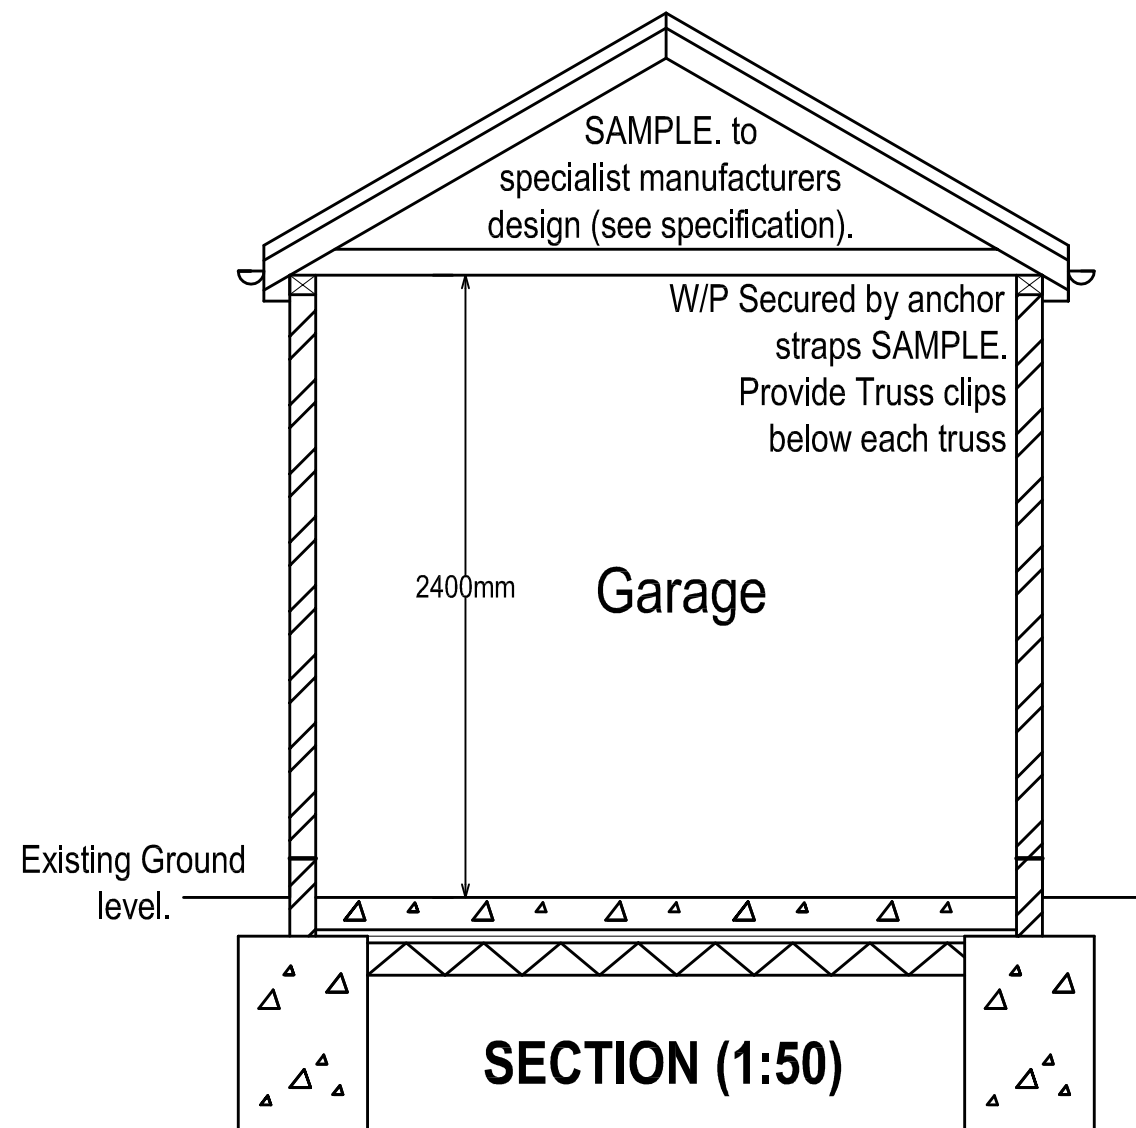 SAMPLE. to
specialist manufacturers
design (see specification).
W/P Secured by anchor
straps SAMPLE.
Provide Truss clips
below each truss
2400mm
Garage
Existing Ground
level.
SECTION (1:50)